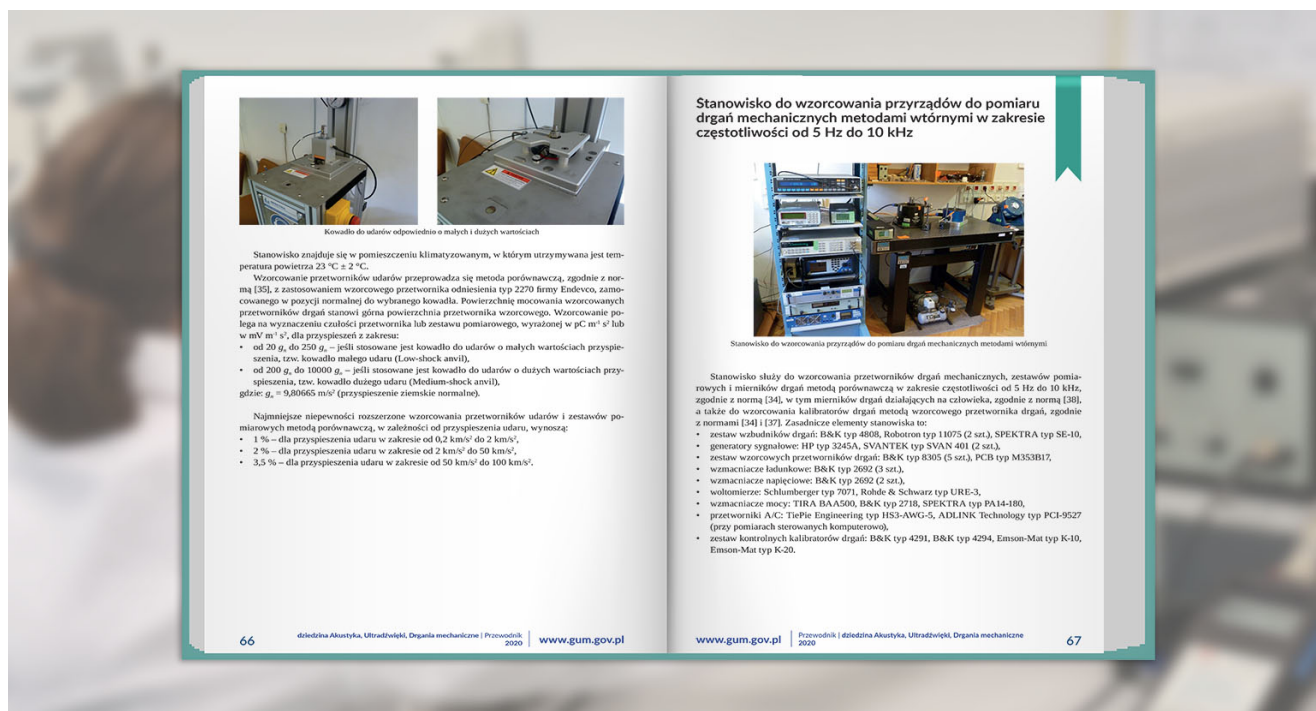 Kowadło do udarów odpowiednio o małych i dużych wartościach
Stanowisko znajduje się w pomieszczeniu klimatyzowanym, w którym utrzymywana jest tem-
peratura powietrza 23 °C ± 2 °C.
Wzorcowanie przetworników udarów przeprowadza się metoda porównawczą, zgodnie z nor-
mą [35], z zastosowaniem wzorcowego przetwornika odniesienia typ 2270 firmy Endevco, zamo-
cowanego w pozycji normalnej do wybranego kowadła. Powierzchnię mocowania wzorcowanych
przetworników drgań stanowi górna powierzchnia przetwornika wzorcowego. Wzorcowanie po-
lega na wyznaczeniu czułości przetwornika lub zestawu pomiarowego, wyrażonej w pC m⁻¹ s² lub
w mV m⁻¹ s², dla przyspieszeń z zakresu:
• od 20 gₙ do 250 gₙ – jeśli stosowane jest kowadło do udarów o małych wartościach przyspie-
szenia, tzw. kowadło małego udaru (Low-shock anvil),
• od 200 gₙ do 10000 gₙ – jeśli stosowane jest kowadło do udarów o dużych wartościach przy-
spieszenia, tzw. kowadło dużego udaru (Medium-shock anvil),
gdzie: gₙ = 9,80665 m/s² (przyspieszenie ziemskie normalne).
Najmniejsze niepewności rozszerzone wzorcowania przetworników udarów i zestawów po-
miarowych metodą porównawczą, w zależności od przyspieszenia udaru, wynoszą:
• 1 % – dla przyspieszenia udaru w zakresie od 0,2 km/s² do 2 km/s²,
• 2 % – dla przyspieszenia udaru w zakresie od 2 km/s² do 50 km/s²,
• 3,5 % – dla przyspieszenia udaru w zakresie od 50 km/s² do 100 km/s².
66
dziedzina Akustyka, Ultradźwięki, Drgania mechaniczne | Przewodnik
2020
www.gum.gov.pl
Stanowisko do wzorcowania przyrządów do pomiaru
drgań mechanicznych metodami wtórnymi w zakresie
częstotliwości od 5 Hz do 10 kHz
Stanowisko do wzorcowania przyrządów do pomiaru drgań mechanicznych metodami wtórnymi
Stanowisko służy do wzorcowania przetworników drgań mechanicznych, zestawów pomia-
rowych i mierników drgań metodą porównawczą w zakresie częstotliwości od 5 Hz do 10 kHz,
zgodnie z normą [34], w tym mierników drgań działających na człowieka, zgodnie z normą [38],
a także do wzorcowania kalibratorów drgań metodą wzorcowego przetwornika drgań, zgodnie
z normami [34] i [37]. Zasadnicze elementy stanowiska to:
• zestaw wzbudników drgań: B&K typ 4808, Robotron typ 11075 (2 szt.), SPEKTRA typ SE-10,
• generatory sygnałowe: HP typ 3245A, SVANTEK typ SVAN 401 (2 szt.),
• zestaw wzorcowych przetworników drgań: B&K typ 8305 (5 szt.), PCB typ M353B17,
• wzmacniacze ładunkowe: B&K typ 2692 (3 szt.),
• wzmacniacze napięciowe: B&K typ 2692 (2 szt.),
• woltomierze: Schlumberger typ 7071, Rohde & Schwarz typ URE-3,
• wzmacniacze mocy: TIRA BAA500, B&K typ 2718, SPEKTRA typ PA14-180,
• przetworniki A/C: TiePie Engineering typ HS3-AWG-5, ADLINK Technology typ PCI-9527
(przy pomiarach sterowanych komputerowo),
• zestaw kontrolnych kalibratorów drgań: B&K typ 4291, B&K typ 4294, Emson-Mat typ K-10,
Emson-Mat typ K-20.
www.gum.gov.pl
Przewodnik | dziedzina Akustyka, Ultradźwięki, Drgania mechaniczne
2020
67